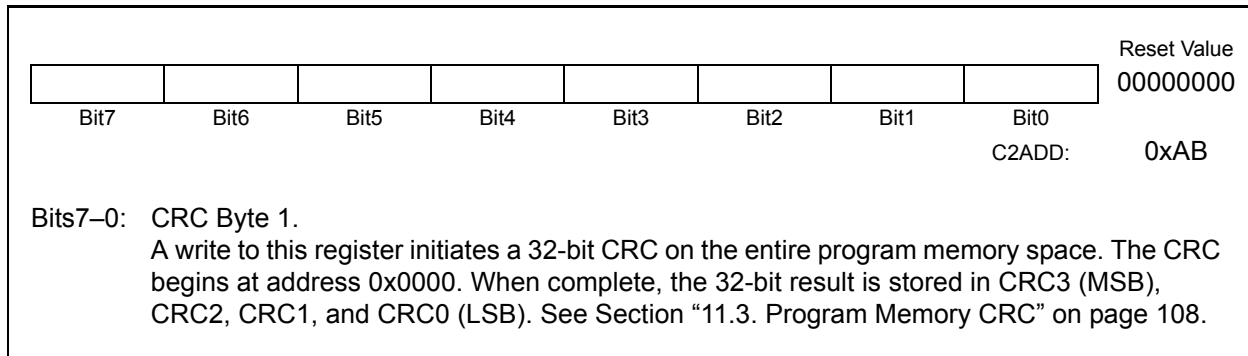 Reset Value
00000000
Bit7 Bit6 Bit5 Bit4 Bit3 Bit2 Bit1 Bit0
C2ADD: 0xAB
Bits7–0: CRC Byte 1.
A write to this register initiates a 32-bit CRC on the entire program memory space. The CRC
begins at address 0x0000. When complete, the 32-bit result is stored in CRC3 (MSB),
CRC2, CRC1, and CRC0 (LSB). See Section “11.3. Program Memory CRC” on page 108.